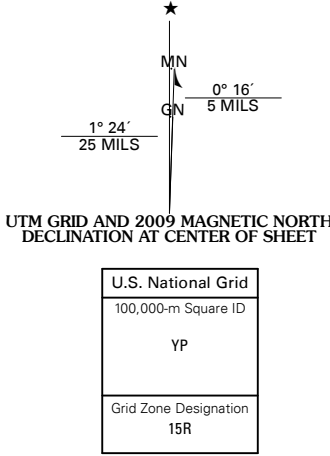 ★
MN
0° 16´
5 MILS
GN
1° 24´
25 MILS
UTM GRID AND 2009 MAGNETIC NORTH
DECLINATION AT CENTER OF SHEET
U.S. National Grid
100,000-m Square ID
YP
Grid Zone Designation
15R